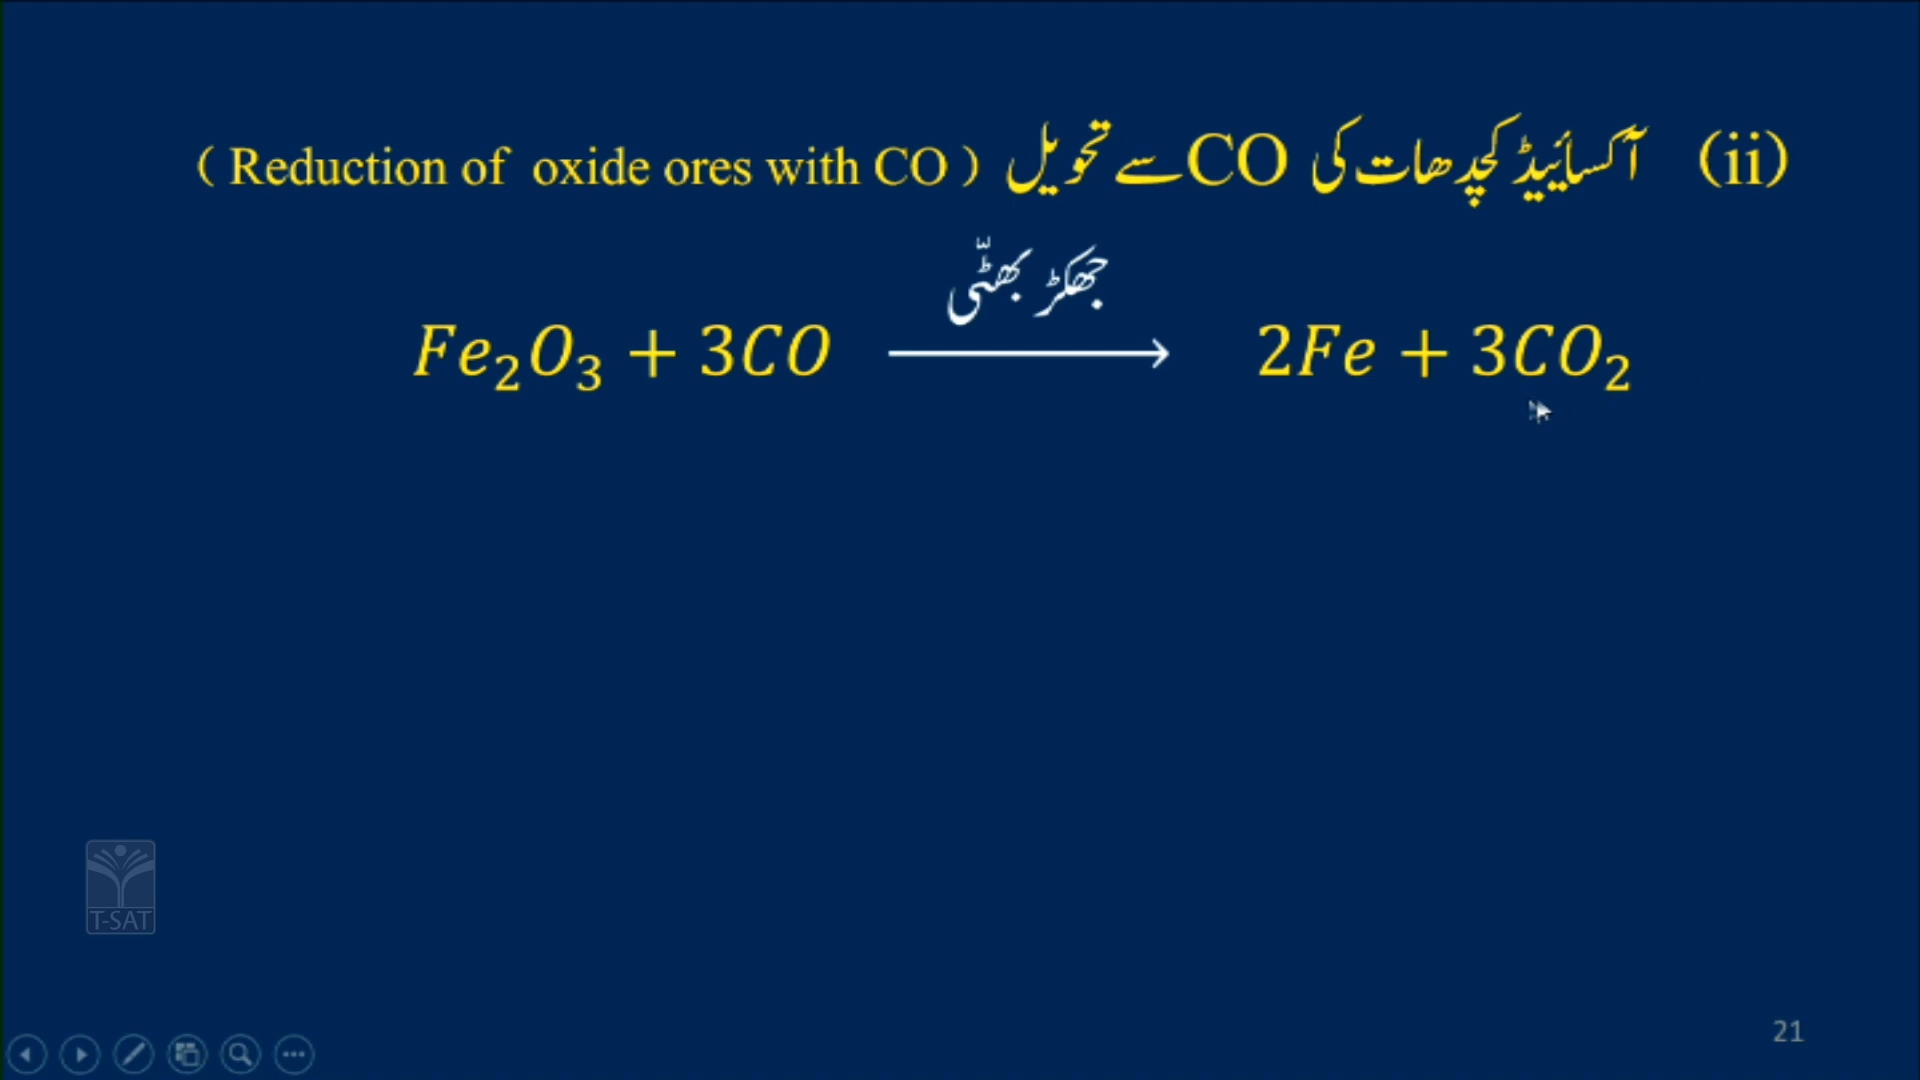 (ii) آکسائیڈ کچدھات کی CO سے تحویل ( Reduction of oxide ores with CO )
جھکڑ بھٹّی
Fe₂O₃ + 3CO ⟶ 2Fe + 3CO₂
T-SAT
21